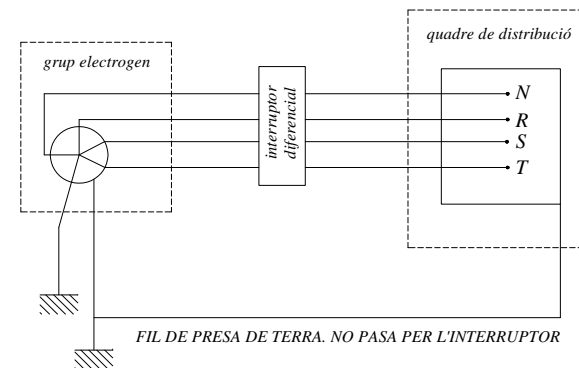 quadre de distribució
grup electrogen
interruptor
diferencial
N
R
S
T
FIL DE PRESA DE TERRA. NO PASA PER L'INTERRUPTOR